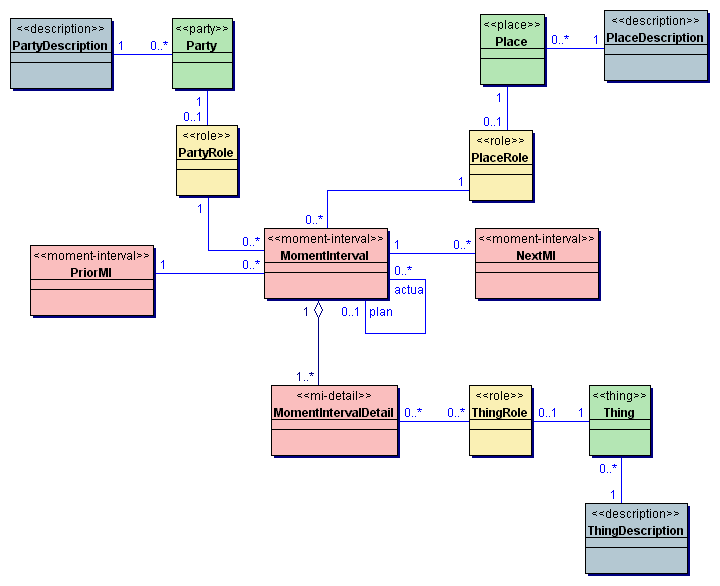 <<description>>
PartyDescription
1
0..*
<<party>>
Party
<<place>>
Place
0..*
1
<<description>>
PlaceDescription
1
0..1
<<role>>
PartyRole
1
1
0..1
<<role>>
PlaceRole
1
0..*
0..*
<<moment-interval>>
PriorMI
1
0..*
<<moment-interval>>
MomentInterval
1
0..*
<<moment-interval>>
NextMI
0..*
actua
1
0..1
plan
1..*
<<mi-detail>>
MomentIntervalDetail
0..*
0..*
<<role>>
ThingRole
0..1
1
<<thing>>
Thing
0..*
1
<<description>>
ThingDescription